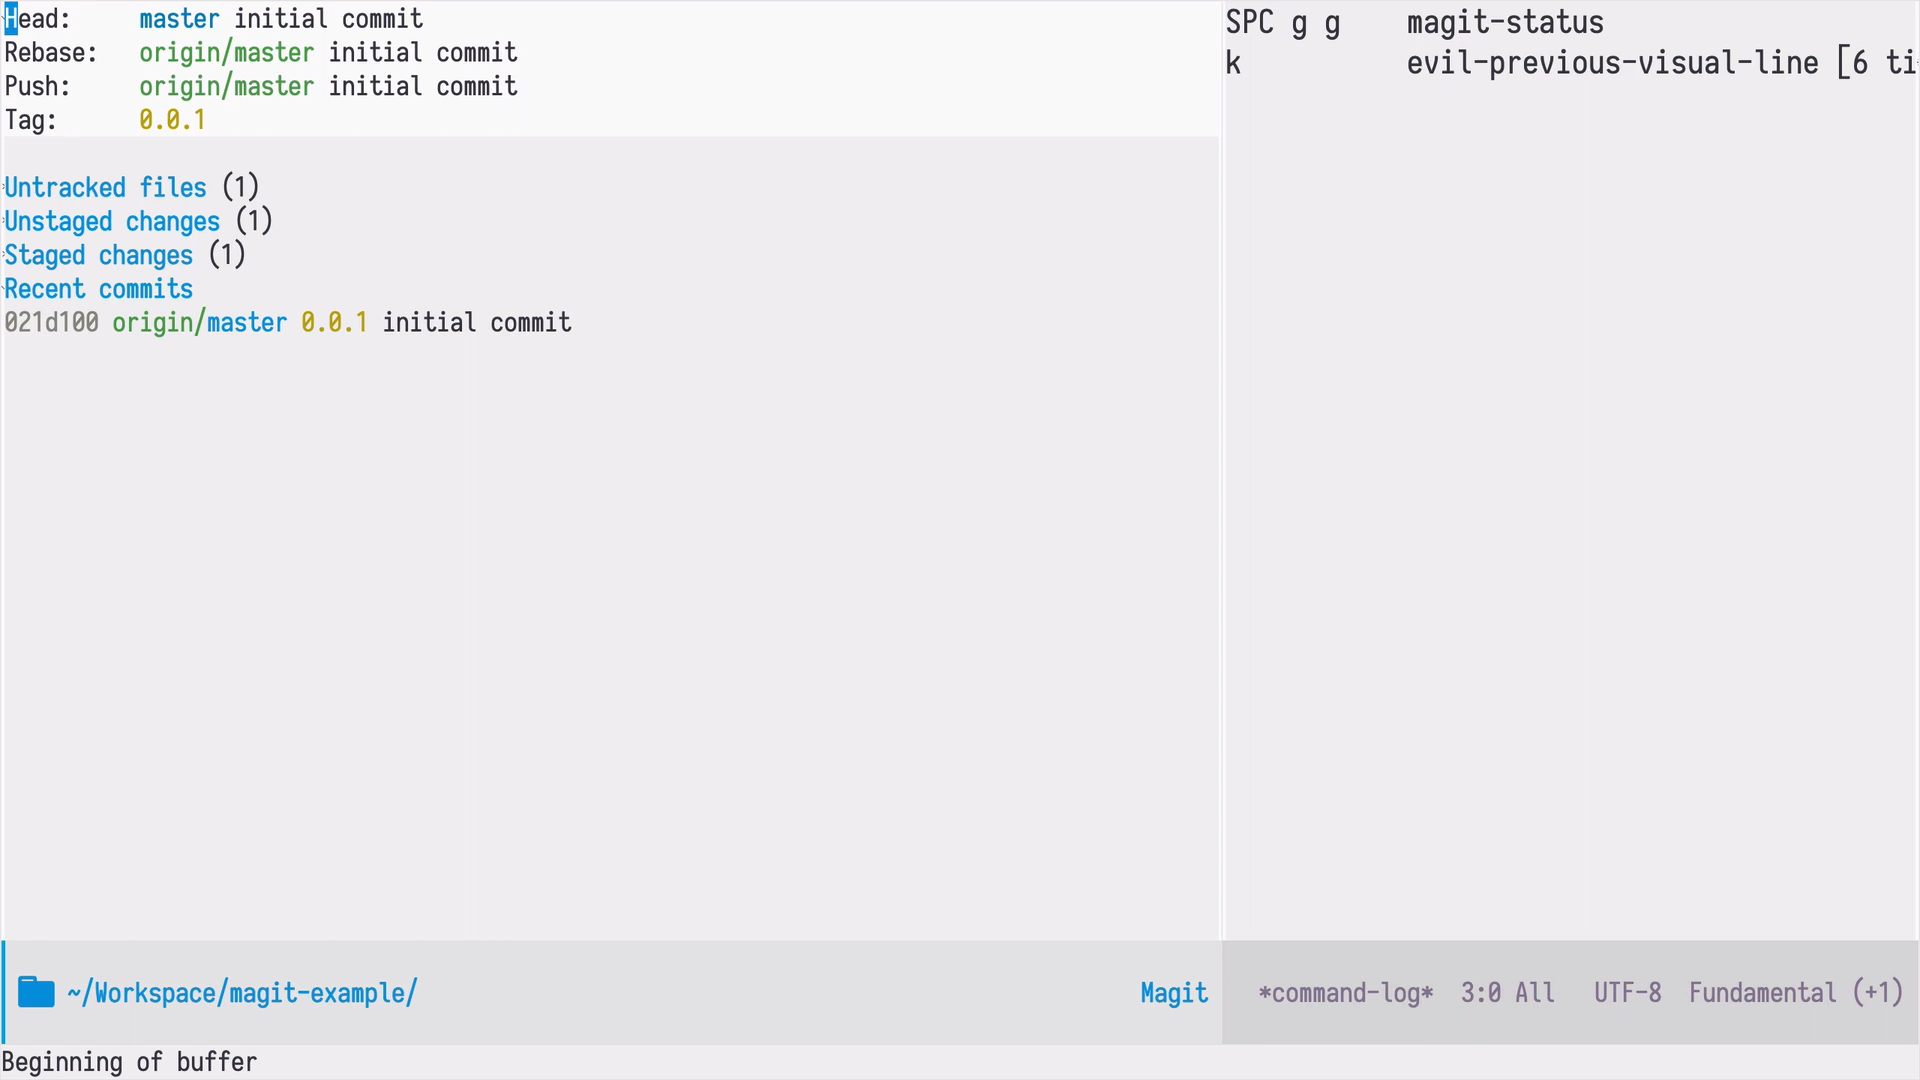 Head: master initial commit
Rebase: origin/master initial commit
Push: origin/master initial commit
Tag: 0.0.1
Untracked files (1)
Unstaged changes (1)
Staged changes (1)
Recent commits
021d100 origin/master 0.0.1 initial commit
~/Workspace/magit-example/ Magit
SPC g g magit-status
k evil-previous-visual-line [6 ti
*command-log* 3:0 All UTF-8 Fundamental (+1)
Beginning of buffer